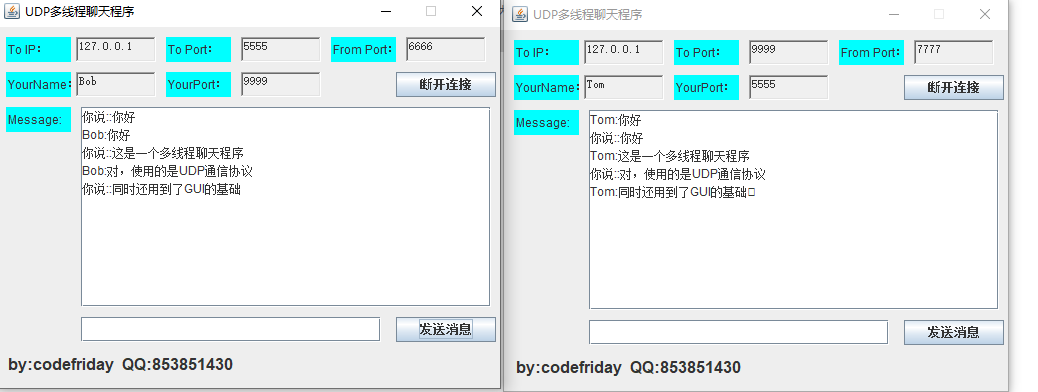 UDP多线程聊天程序
To IP: 127.0.0.1 To Port: 5555 From Port: 6666
YourName: Bob YourPort: 9999 断开连接
Message:
你说::你好
Bob:你好
你说::这是一个多线程聊天程序
Bob:对，使用的是UDP通信协议
你说::同时还用到了GUI的基础
发送消息
by:codefriday QQ:853851430
UDP多线程聊天程序
To IP: 127.0.0.1 To Port: 9999 From Port: 7777
YourName: Tom YourPort: 5555 断开连接
Message:
Tom:你好
你说::你好
Tom:这是一个多线程聊天程序
你说::对，使用的是UDP通信协议
Tom:同时还用到了GUI的基础□
发送消息
by:codefriday QQ:853851430